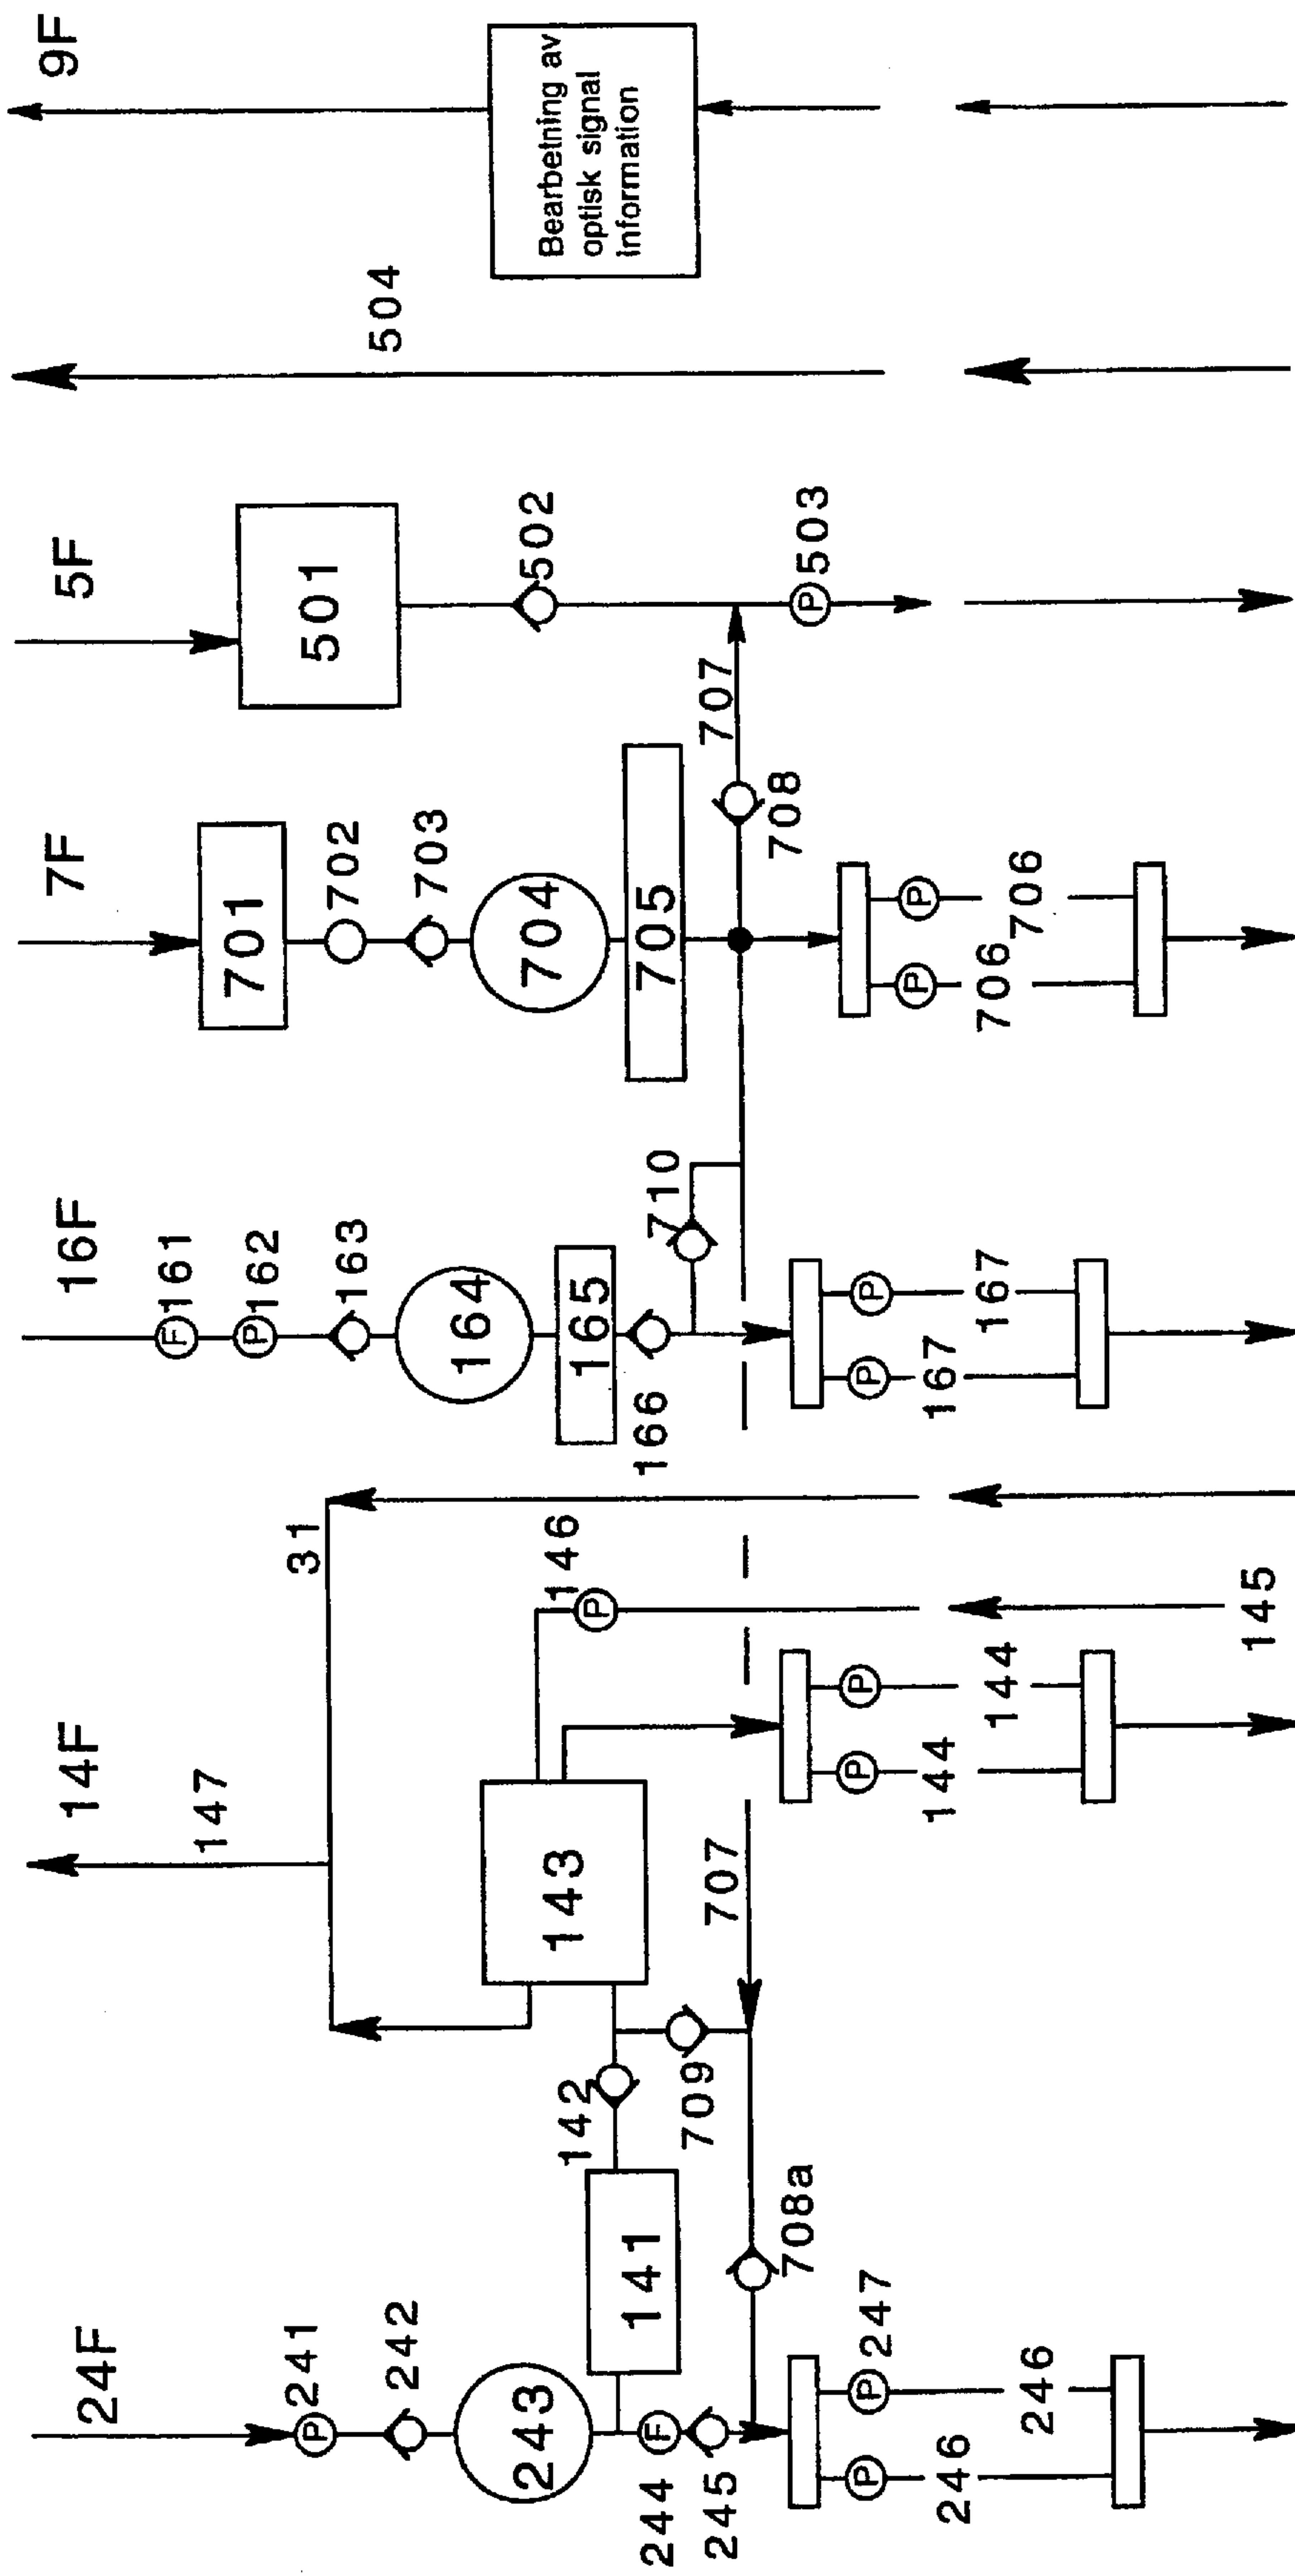 24F
241
242
243
244
245
141
142
709
708a
247
246
246
14F
147
31
143
707
146
144
144
145
16F
161
162
163
164
165
166
710
167
167
7F
701
702
703
704
705
708
707
706
706
5F
501
502
503
504
9F
Bearbetning av
optisk signal
information
P
F
P
P
P
P
P
F
P
P
P
P
P
P